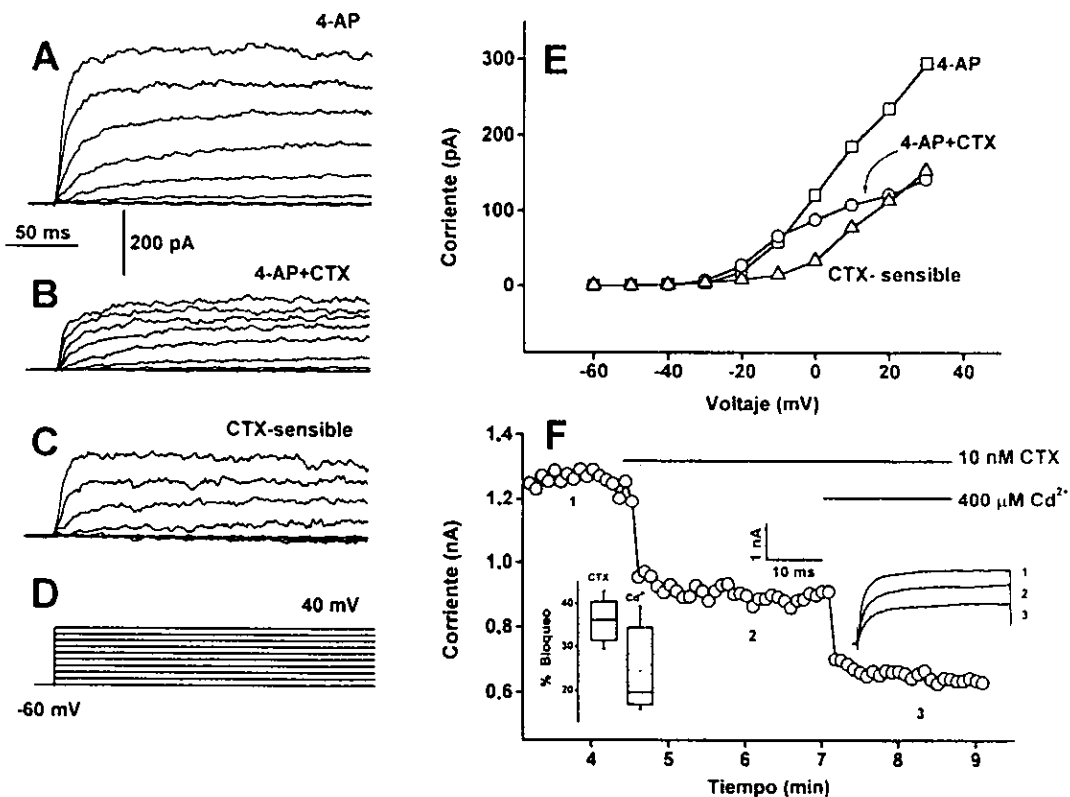 A
4-AP
50 ms
200 pA
B
4-AP+CTX
C
CTX-sensible
D
40 mV
-60 mV
E
Corriente (pA)
300
200
100
0
4-AP
4-AP+CTX
CTX- sensible
-60 -40 -20 0 20 40
Voltaje (mV)
F
Corriente (nA)
1.4
1.2
1.0
0.8
0.6
10 nM CTX
400 µM Cd²⁺
1
2
3
1 nA
10 ms
1
2
3
% Bloqueo
40
30
20
CTX
Cd²⁺
4 5 6 7 8 9
Tiempo (min)